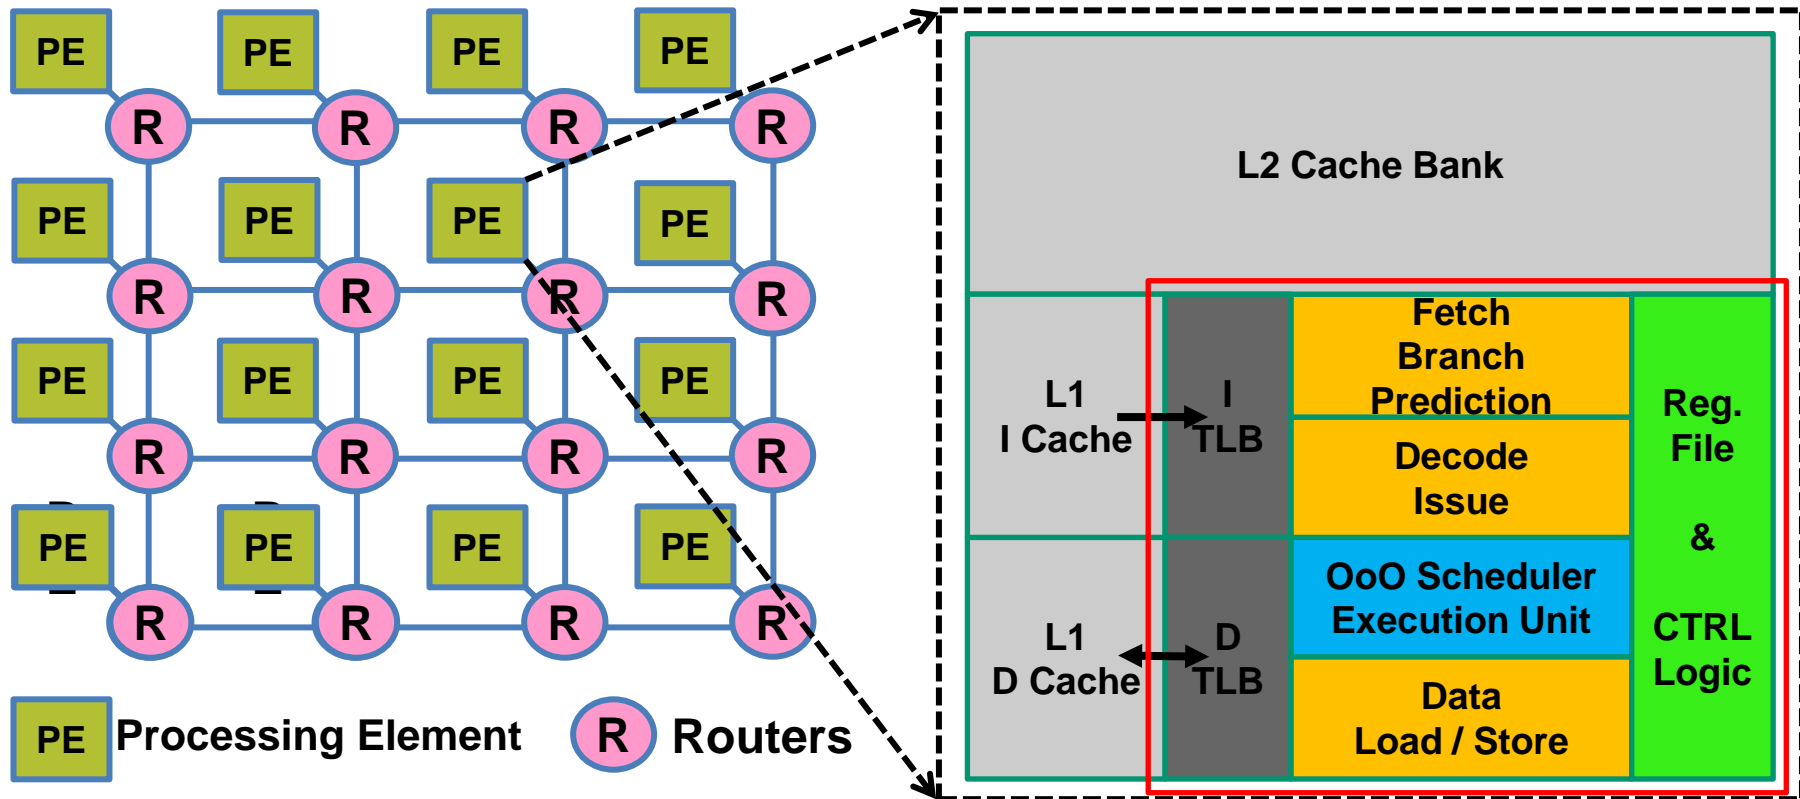 PE PE PE PE
R R R R
PE PE PE PE
R R R R
PE PE PE PE
R R R R
PE PE PE PE
R R R R
PE Processing Element R Routers
L2 Cache Bank
L1
I Cache
I
TLB
Fetch
Branch
Prediction
Decode
Issue
Reg.
File
&
CTRL
Logic
L1
D Cache
D
TLB
OoO Scheduler
Execution Unit
Data
Load / Store